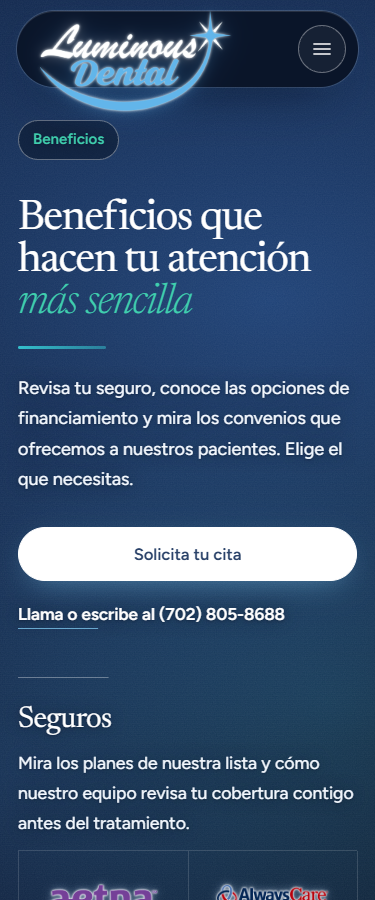 Luminous
Dental
Beneficios
Beneficios que
hacen tu atención
más sencilla
Revisa tu seguro, conoce las opciones de
financiamiento y mira los convenios que
ofrecemos a nuestros pacientes. Elige el
que necesitas.
Solicita tu cita
Llama o escribe al (702) 805-8688
Seguros
Mira los planes de nuestra lista y cómo
nuestro equipo revisa tu cobertura contigo
antes del tratamiento.
aetna AlwaysCare